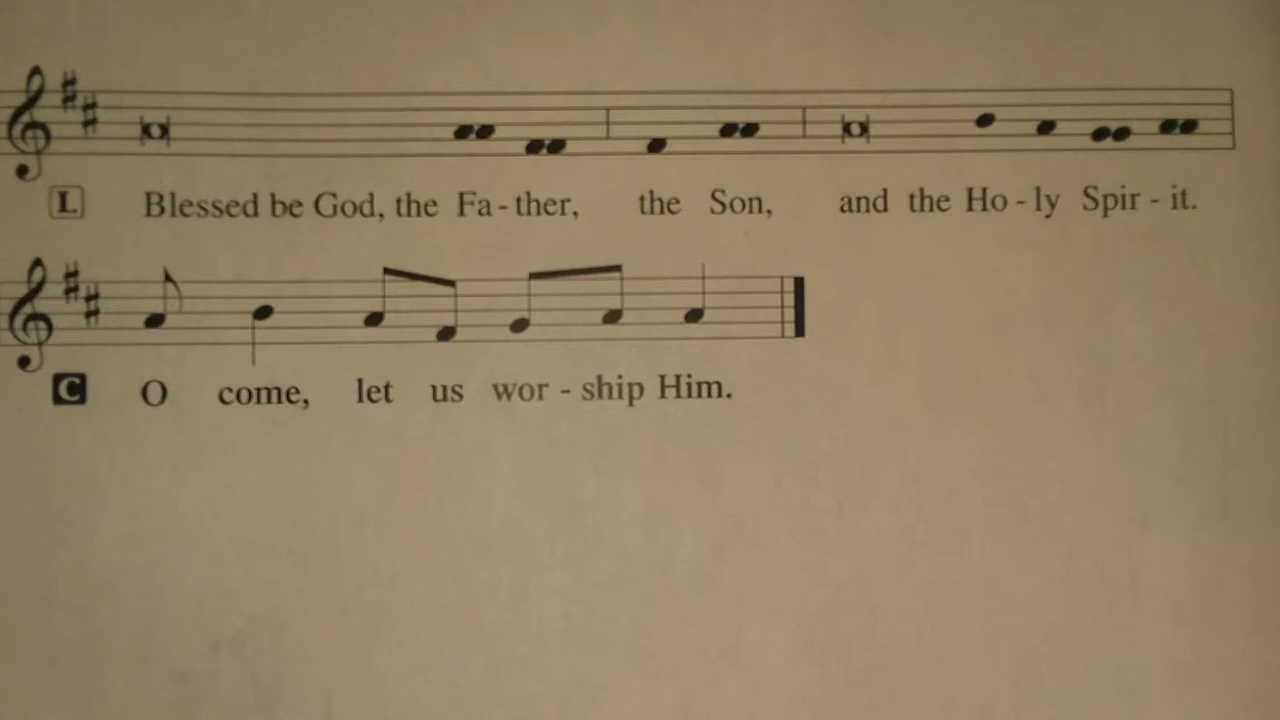 L Blessed be God, the Fa - ther, the Son, and the Ho - ly Spir - it.
C O come, let us wor - ship Him.